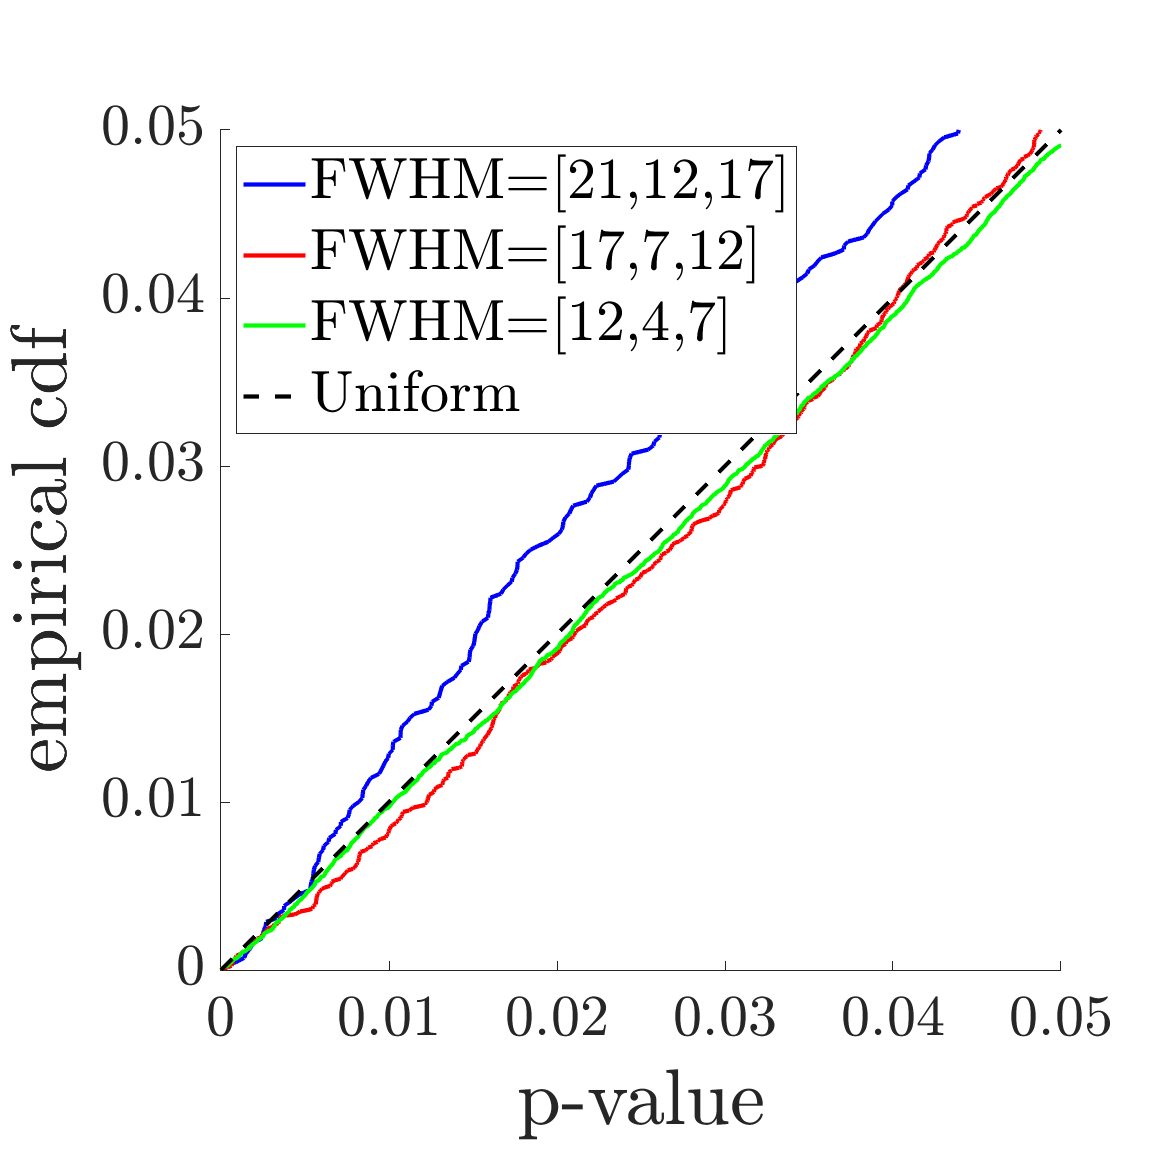 0.05
0.04
0.03
0.02
0.01
0
empirical cdf
FWHM=[21,12,17]
FWHM=[17,7,12]
FWHM=[12,4,7]
Uniform
0 0.01 0.02 0.03 0.04 0.05
p-value